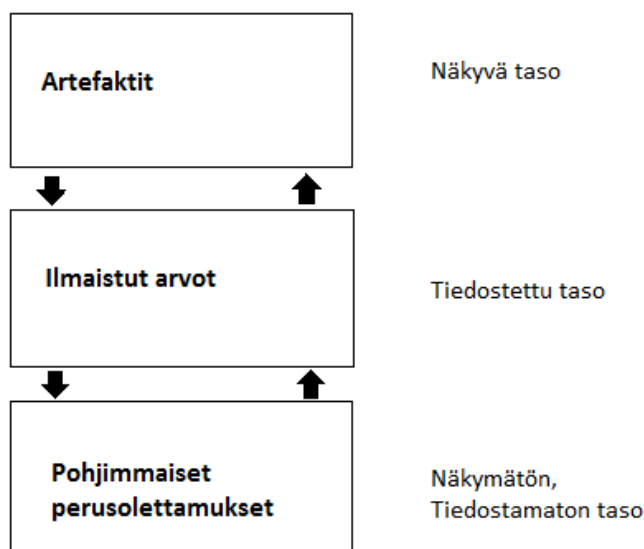 Artefaktit
Näkyvä taso
Ilmaistut arvot
Tiedostettu taso
Pohjimmaiset
perusolettamukset
Näkymätön,
Tiedostamaton taso